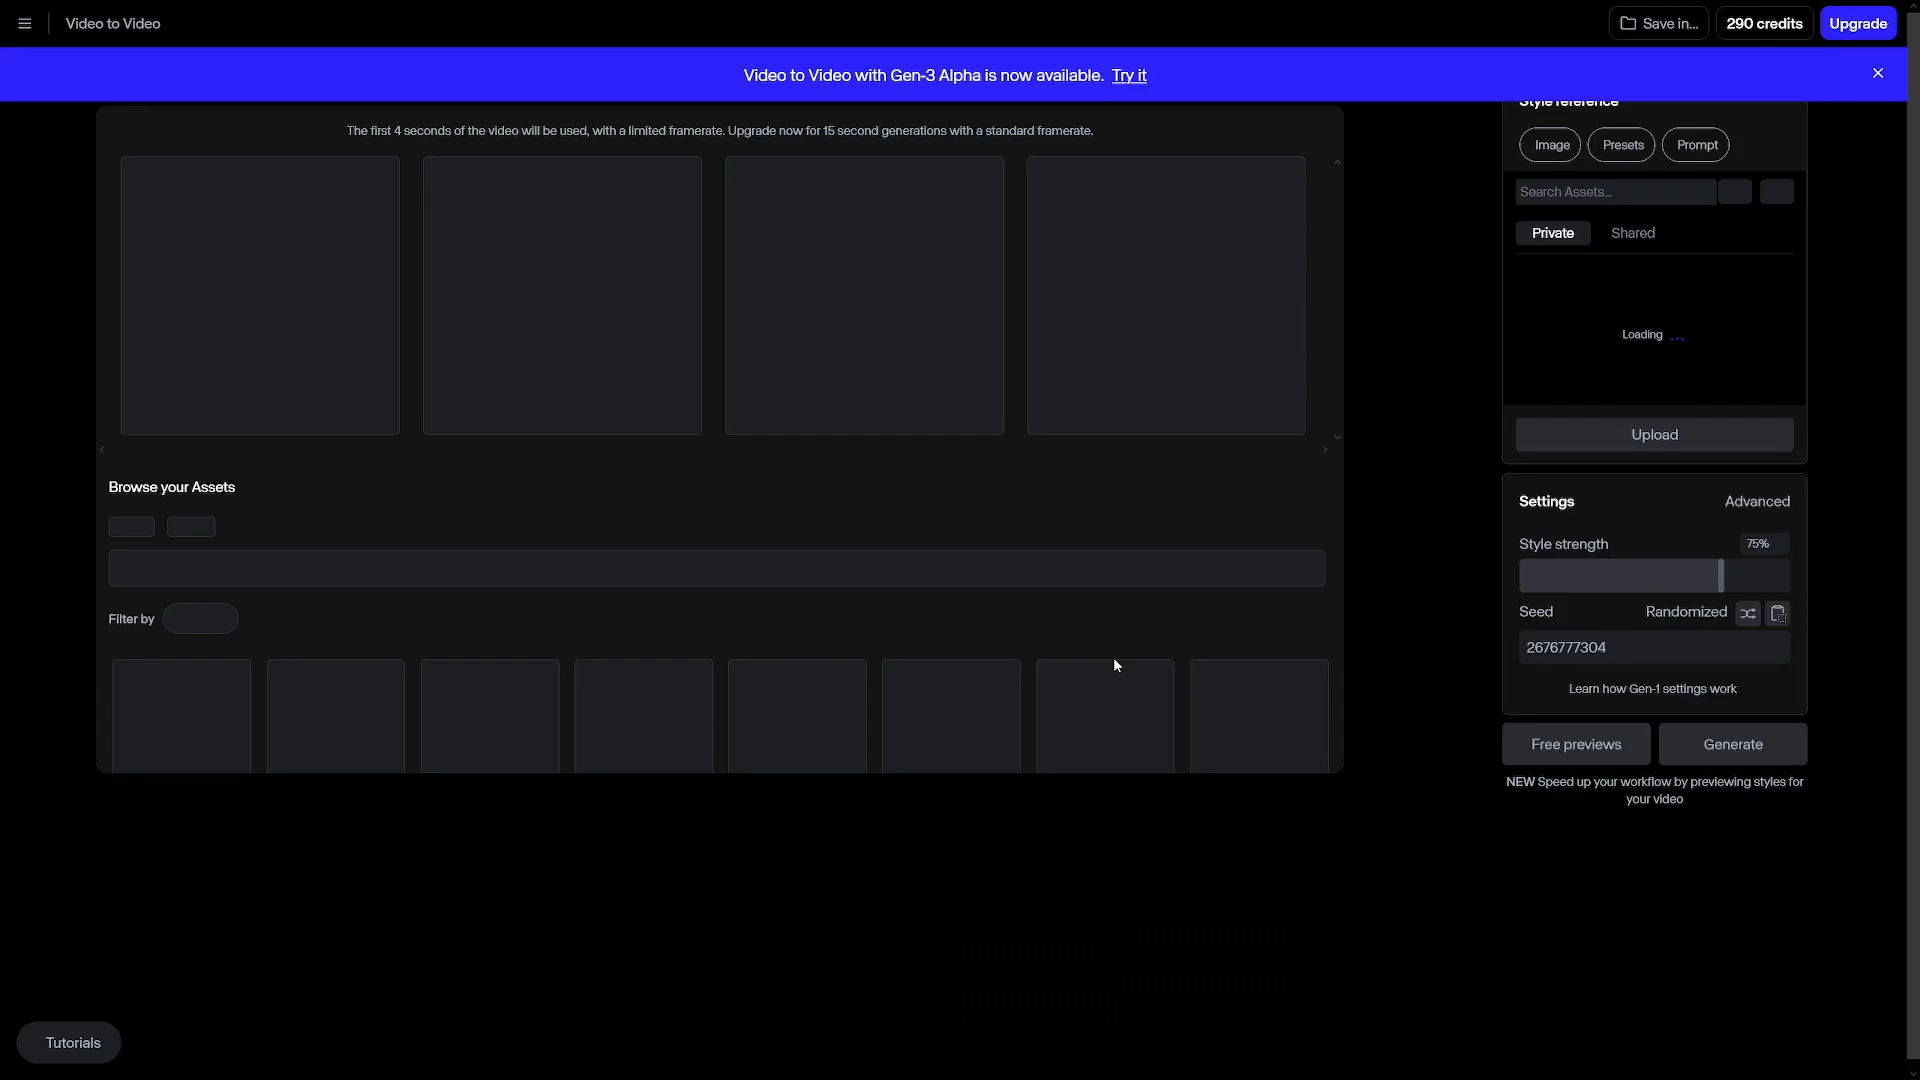 Video to Video
Save in...
290 credits
Upgrade
Video to Video with Gen-3 Alpha is now available. Try it
The first 4 seconds of the video will be used, with a limited framerate. Upgrade now for 15 second generations with a standard framerate.
Browse your Assets
Filter by
Style reference
Image
Presets
Prompt
Search Assets...
Private
Shared
Loading
Upload
Settings
Advanced
Style strength
75%
Seed
Randomized
2676777304
Learn how Gen-1 settings work
Free previews
Generate
NEW Speed up your workflow by previewing styles for
your video
Tutorials